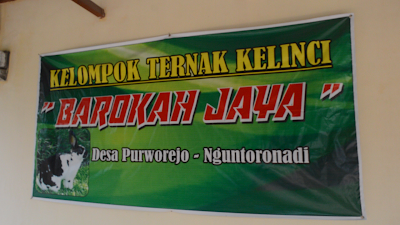 KELOMPOK TERNAK KELINCI
" BAROKAH JAYA "
Desa Purworejo - Nguntoronadi